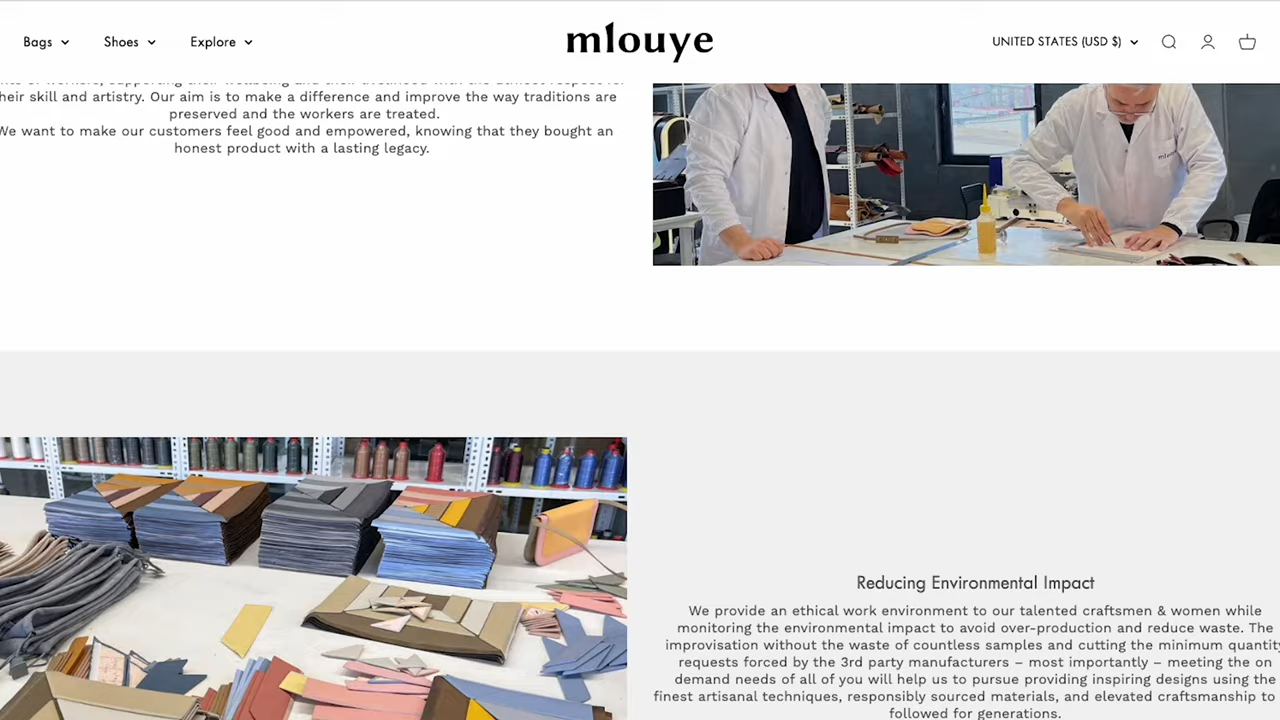 Bags
Shoes
Explore
mlouye
UNITED STATES (USD $)
heir skill and artistry. Our aim is to make a difference and improve the way traditions are
preserved and the workers are treated.
We want to make our customers feel good and empowered, knowing that they bought an
honest product with a lasting legacy.
Reducing Environmental Impact
We provide an ethical work environment to our talented craftsmen & women while
monitoring the environmental impact to avoid over-production and reduce waste. The
improvisation without the waste of countless samples and cutting the minimum quantity
requests forced by the 3rd party manufacturers – most importantly – meeting the on
demand needs of all of you will help us to pursue providing inspiring designs using the
finest artisanal techniques, responsibly sourced materials, and elevated craftsmanship to
followed for generations.